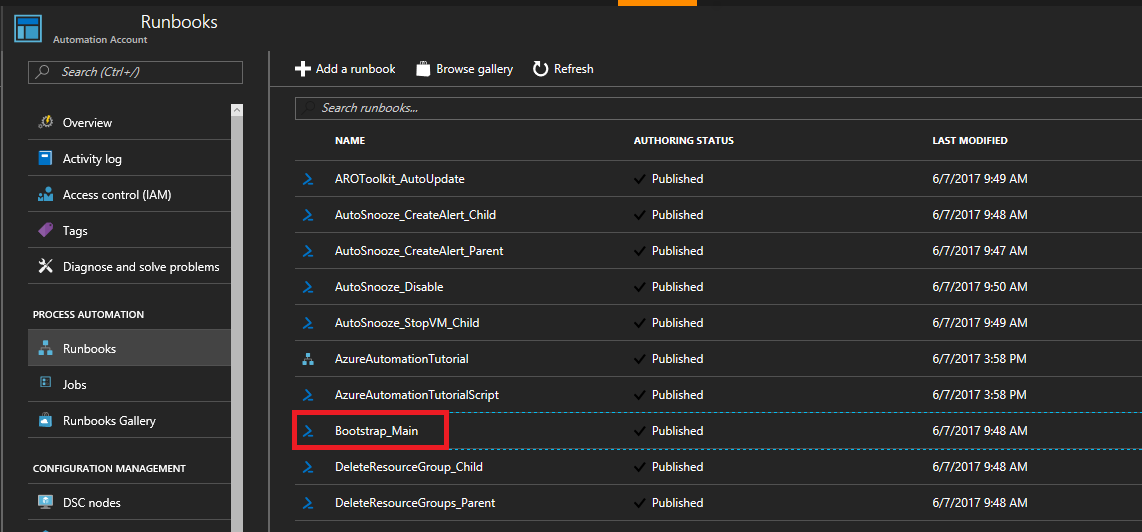 Runbooks
Automation Account
Search (Ctrl+/)
Overview
Activity log
Access control (IAM)
Tags
Diagnose and solve problems
PROCESS AUTOMATION
Runbooks
Jobs
Runbooks Gallery
CONFIGURATION MANAGEMENT
DSC nodes
Add a runbook Browse gallery Refresh
Search runbooks...
NAME AUTHORING STATUS LAST MODIFIED
AROToolkit_AutoUpdate Published 6/7/2017 9:49 AM
AutoSnooze_CreateAlert_Child Published 6/7/2017 9:48 AM
AutoSnooze_CreateAlert_Parent Published 6/7/2017 9:47 AM
AutoSnooze_Disable Published 6/7/2017 9:50 AM
AutoSnooze_StopVM_Child Published 6/7/2017 9:49 AM
AzureAutomationTutorial Published 6/7/2017 3:58 PM
AzureAutomationTutorialScript Published 6/7/2017 3:58 PM
Bootstrap_Main Published 6/7/2017 9:48 AM
DeleteResourceGroup_Child Published 6/7/2017 9:48 AM
DeleteResourceGroups_Parent Published 6/7/2017 9:48 AM